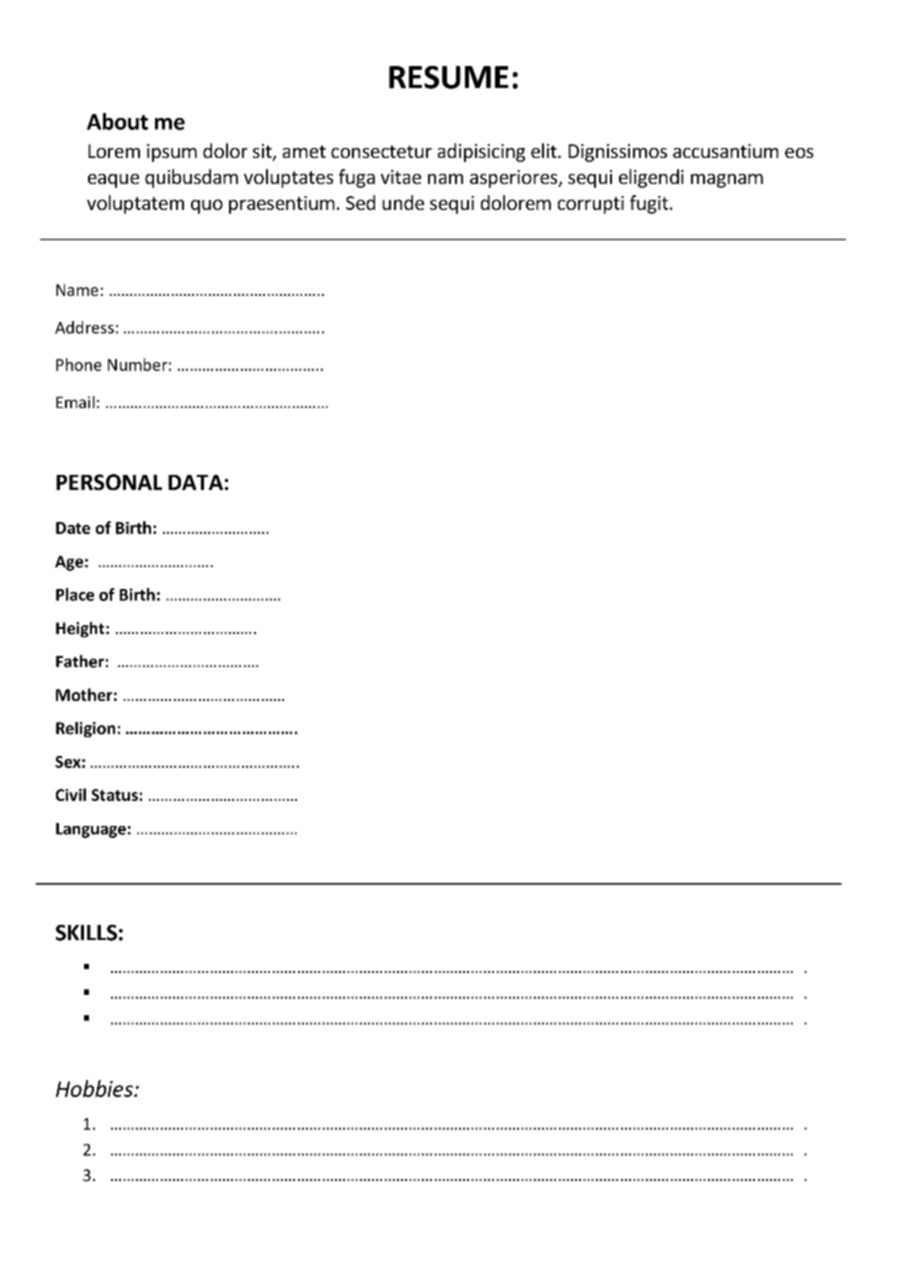 RESUME:
About me
Lorem ipsum dolor sit, amet consectetur adipisicing elit. Dignissimos accusantium eos
eaque quibusdam voluptates fuga vitae nam asperiores, sequi eligendi magnam
voluptatem quo praesentium. Sed unde sequi dolorem corrupti fugit.
Name: ......................................................
Address: ..................................................
Phone Number: ....................................
Email: .......................................................
PERSONAL DATA:
Date of Birth: ..........................
Age: ............................
Place of Birth: ............................
Height: ..................................
Father: ..................................
Mother: .......................................
Religion: ..........................................
Sex: ...................................................
Civil Status: ....................................
Language: .......................................
SKILLS:
▪ ........................................................................................................................ .
▪ ........................................................................................................................ .
▪ ........................................................................................................................ .
Hobbies:
1. ........................................................................................................................ .
2. ........................................................................................................................ .
3. ........................................................................................................................ .